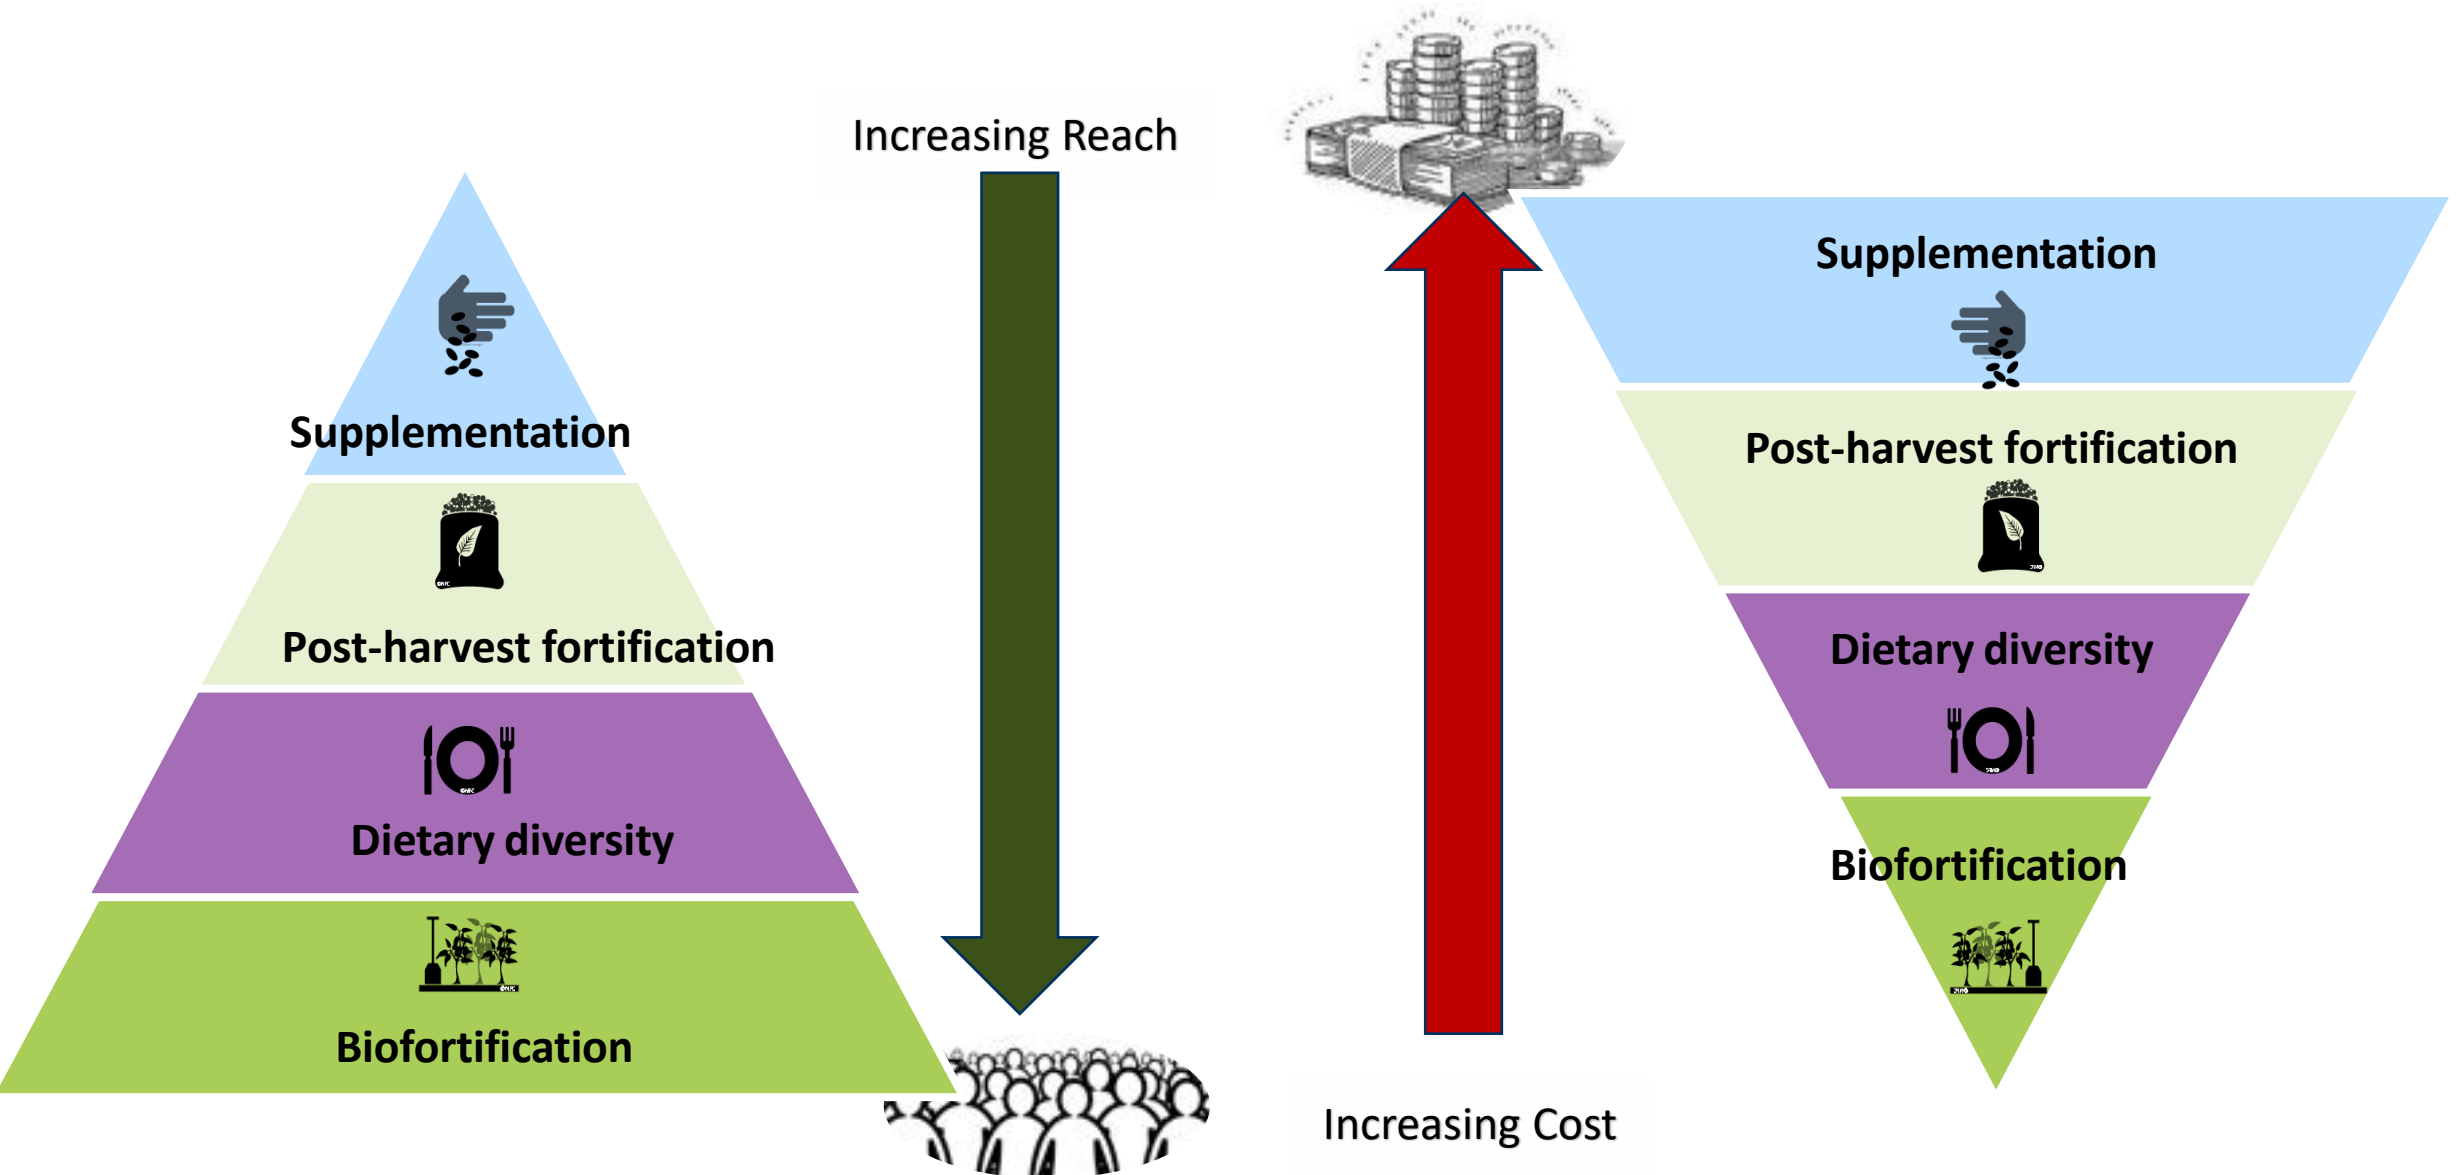 Increasing Reach
Supplementation
Post-harvest fortification
Dietary diversity
Biofortification
Supplementation
Post-harvest fortification
Dietary diversity
Biofortification
Increasing Cost